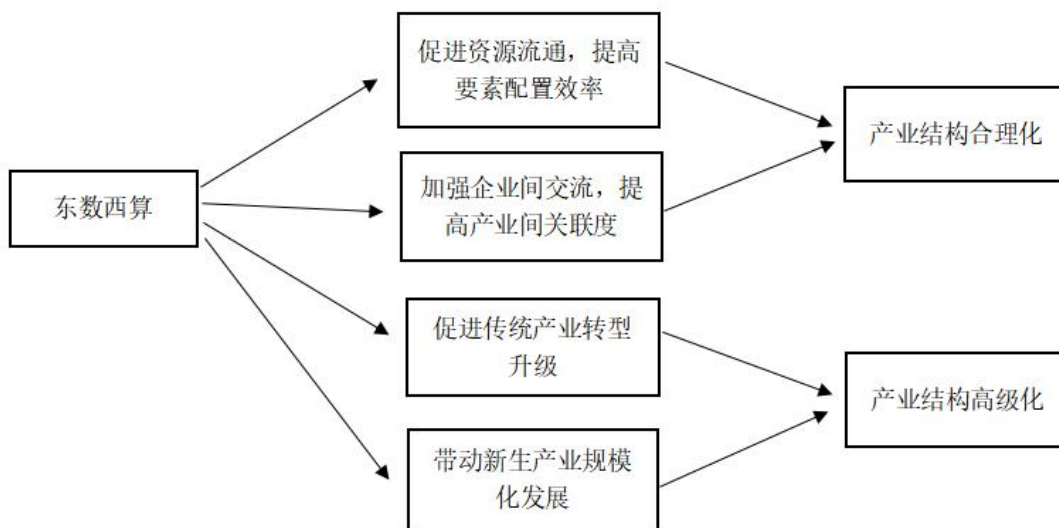 东数西算
促进资源流通，提高
要素配置效率
加强企业间交流，提
高产业间关联度
促进传统产业转型
升级
带动新生产业规模
化发展
产业结构合理化
产业结构高级化